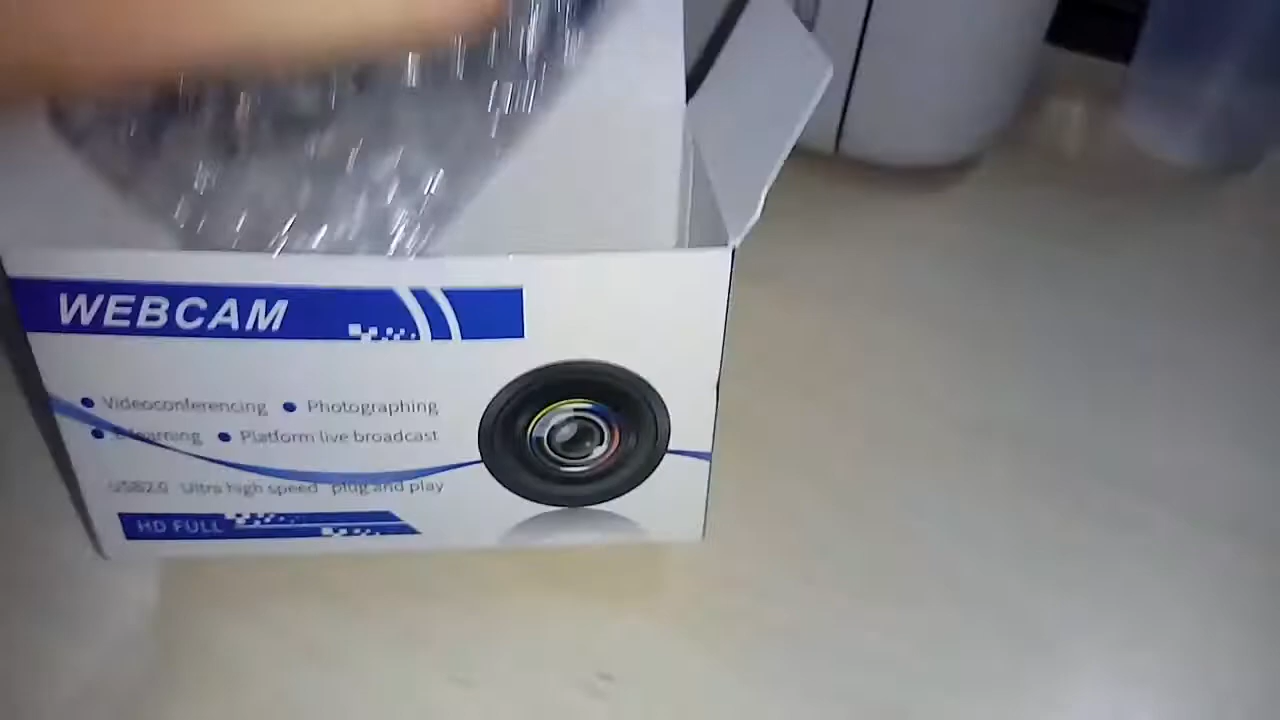 WEBCAM
Videoconferencing Photographing
Platform live broadcast
USB2.0 Ultra high speed plug and play
HD FULL